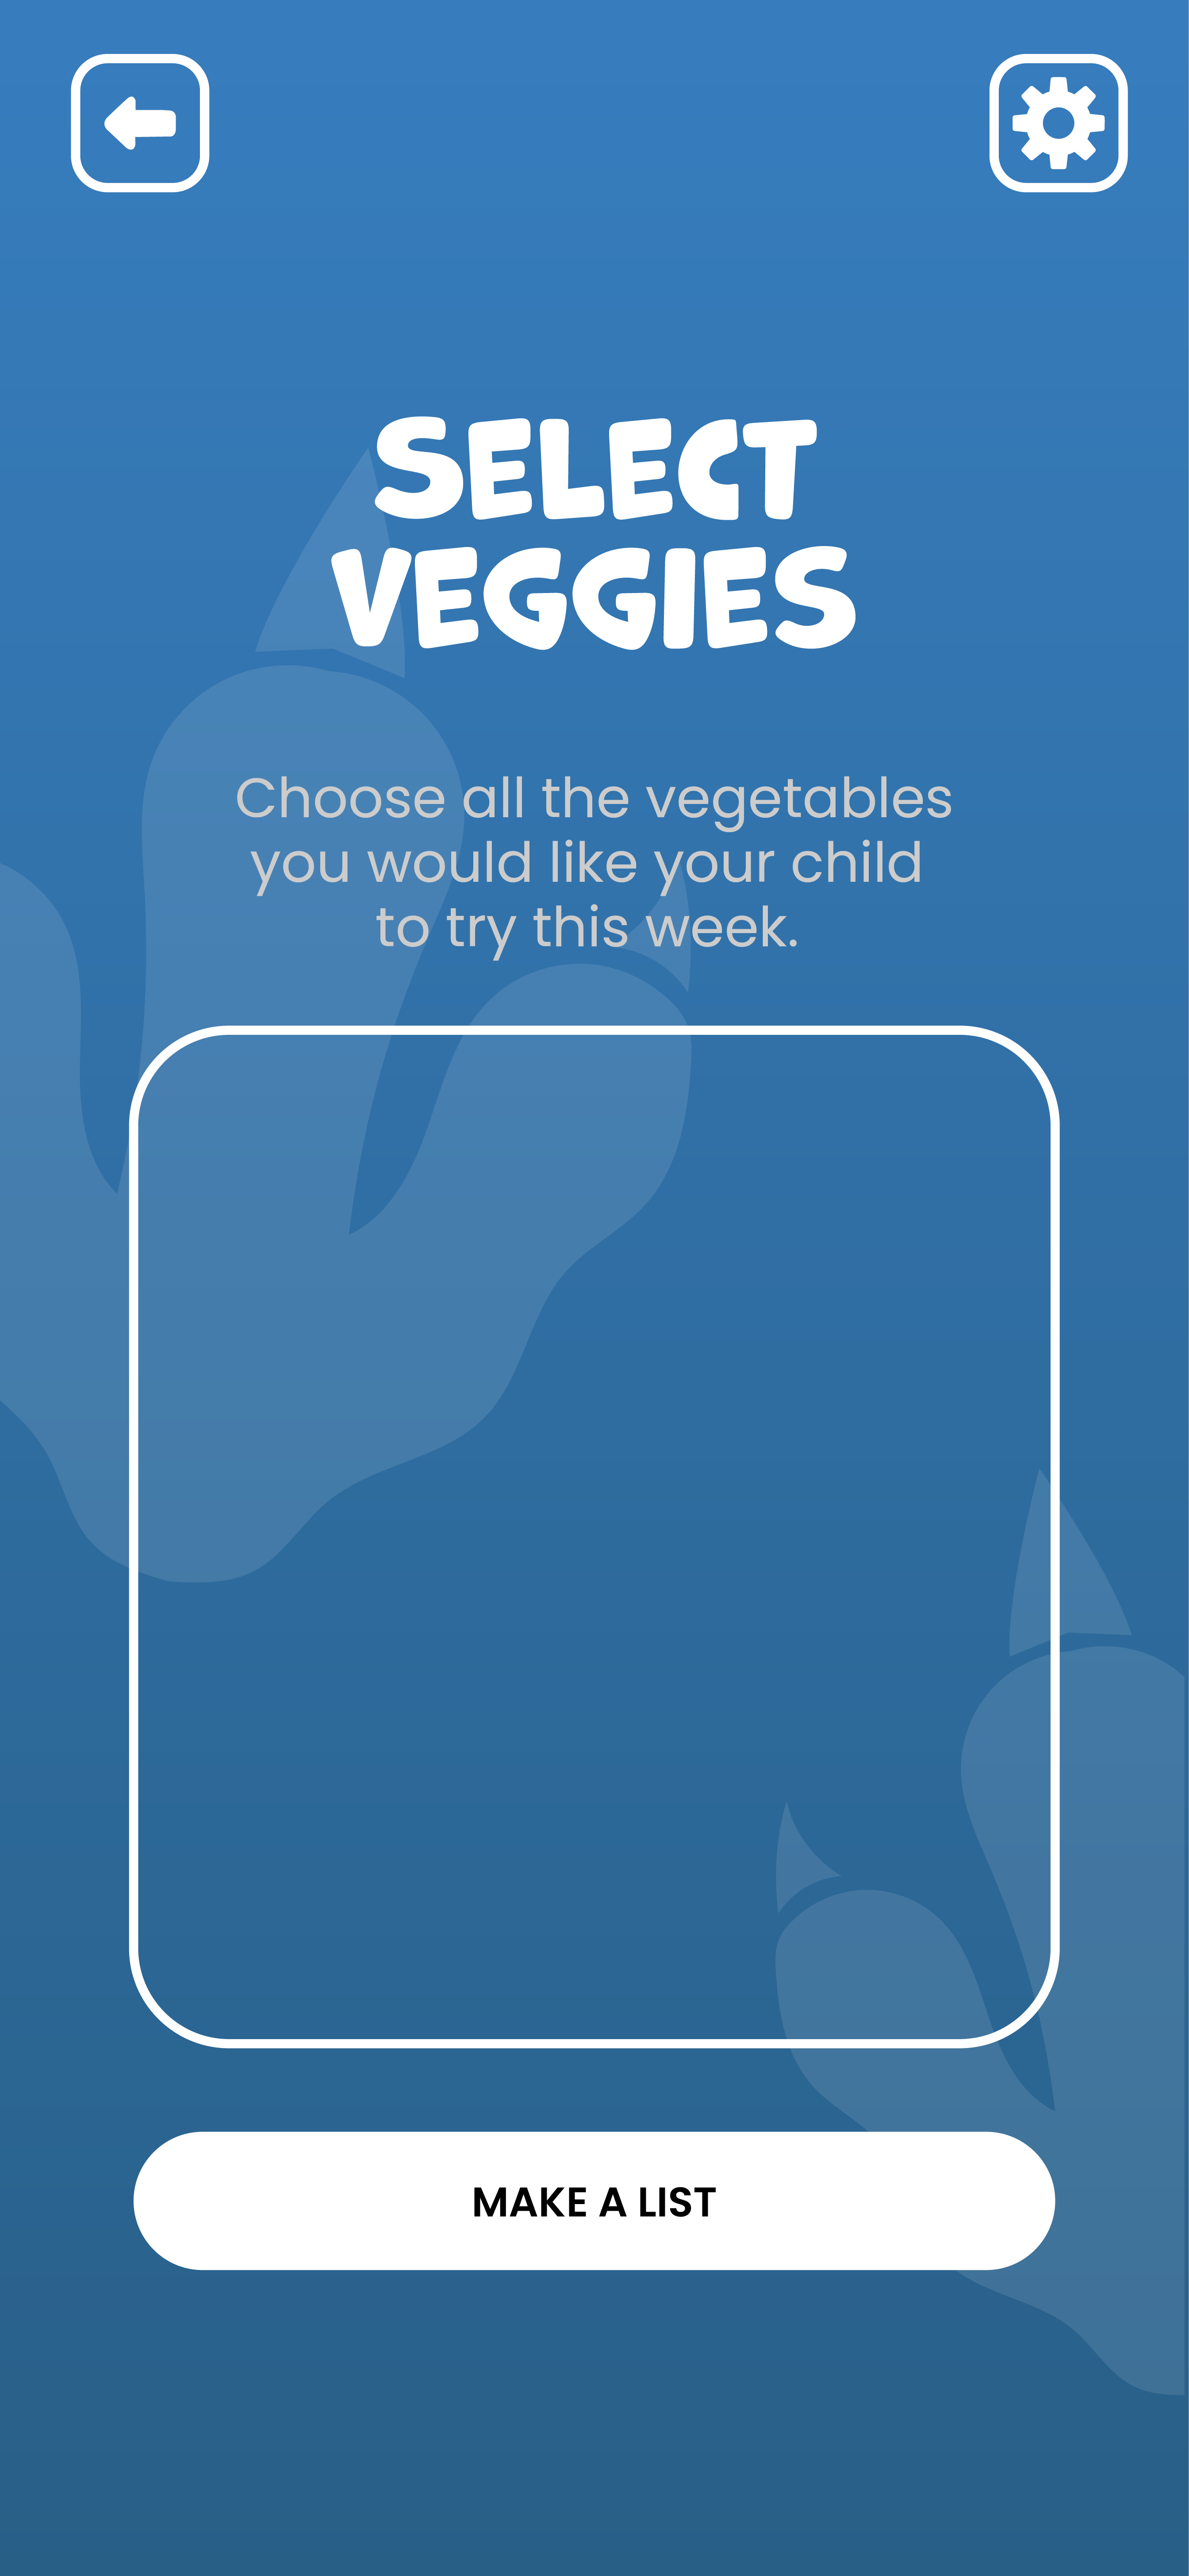 SELECT
VEGGIES
Choose all the vegetables
you would like your child
to try this week.
MAKE A LIST